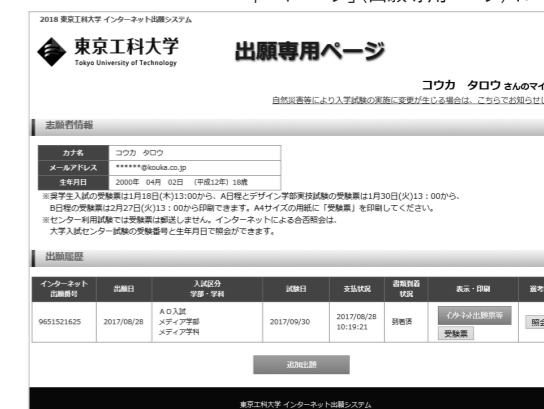 2018 東京工科大学 インターネット出願システム
東京工科大学
Tokyo University of Technology
出願専用ページ
コウカ タロウ さんのマイ
自然災害等により入学試験の実施に変更が生じる場合は、こちらでお知らせし
志願者情報
カナ名 コウカ タロウ
メールアドレス ******@kouka.co.jp
生年月日 2000年 04月 02日 (平成12年) 18歳
※奨学生入試の受験票は1月18日(木)13:00から、A日程とデザイン学部実技試験の受験票は1月30日(火)13:00から、
B日程の受験票は2月27日(火)13:00から印刷できます。A4サイズの用紙に「受験票」を印刷してください。
※センター利用試験では受験票は郵送しません。インターネットによる合否照会は、
大学入試センター試験の受験番号と生年月日で照会ができます。
出願履歴
インターネット出願番号 出願日 入試区分 学部・学科 試験日 支払状況 書類到着状況 表示・印刷 選考
9651521625 2017/08/28 AO入試 メディア学部 メディア学科 2017/09/30 2017/08/28 10:19:21 到着済 インターネット出願票等 受験票 照会
追加出願
東京工科大学 インターネット出願システム